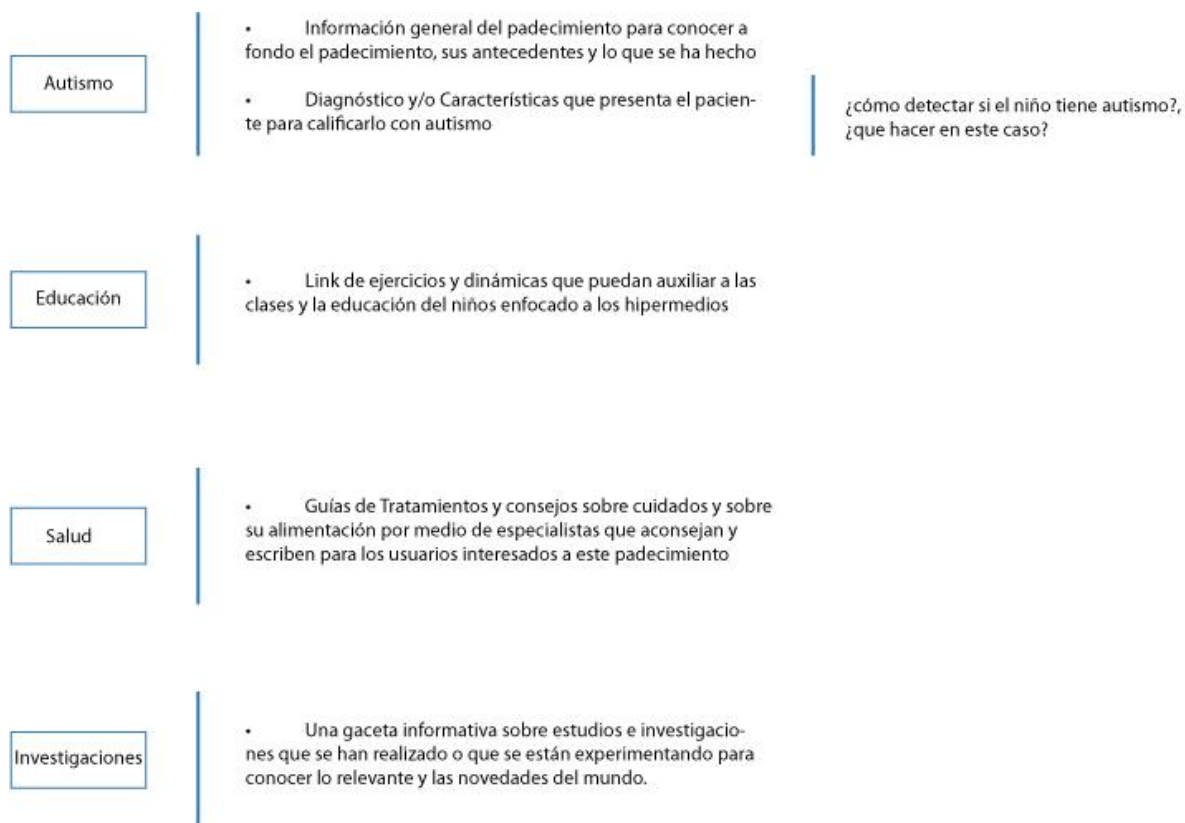 Autismo
• Información general del padecimiento para conocer a
fondo el padecimiento, sus antecedentes y lo que se ha hecho
• Diagnóstico y/o Características que presenta el pacien-
te para calificarlo con autismo
¿cómo detectar si el niño tiene autismo?,
¿que hacer en este caso?
Educación
• Link de ejercicios y dinámicas que puedan auxiliar a las
clases y la educación del niños enfocado a los hipermedios
Salud
• Guías de Tratamientos y consejos sobre cuidados y sobre
su alimentación por medio de especialistas que aconsejan y
escriben para los usuarios interesados a este padecimiento
Investigaciones
• Una gaceta informativa sobre estudios e investigacio-
nes que se han realizado o que se están experimentando para
conocer lo relevante y las novedades del mundo.